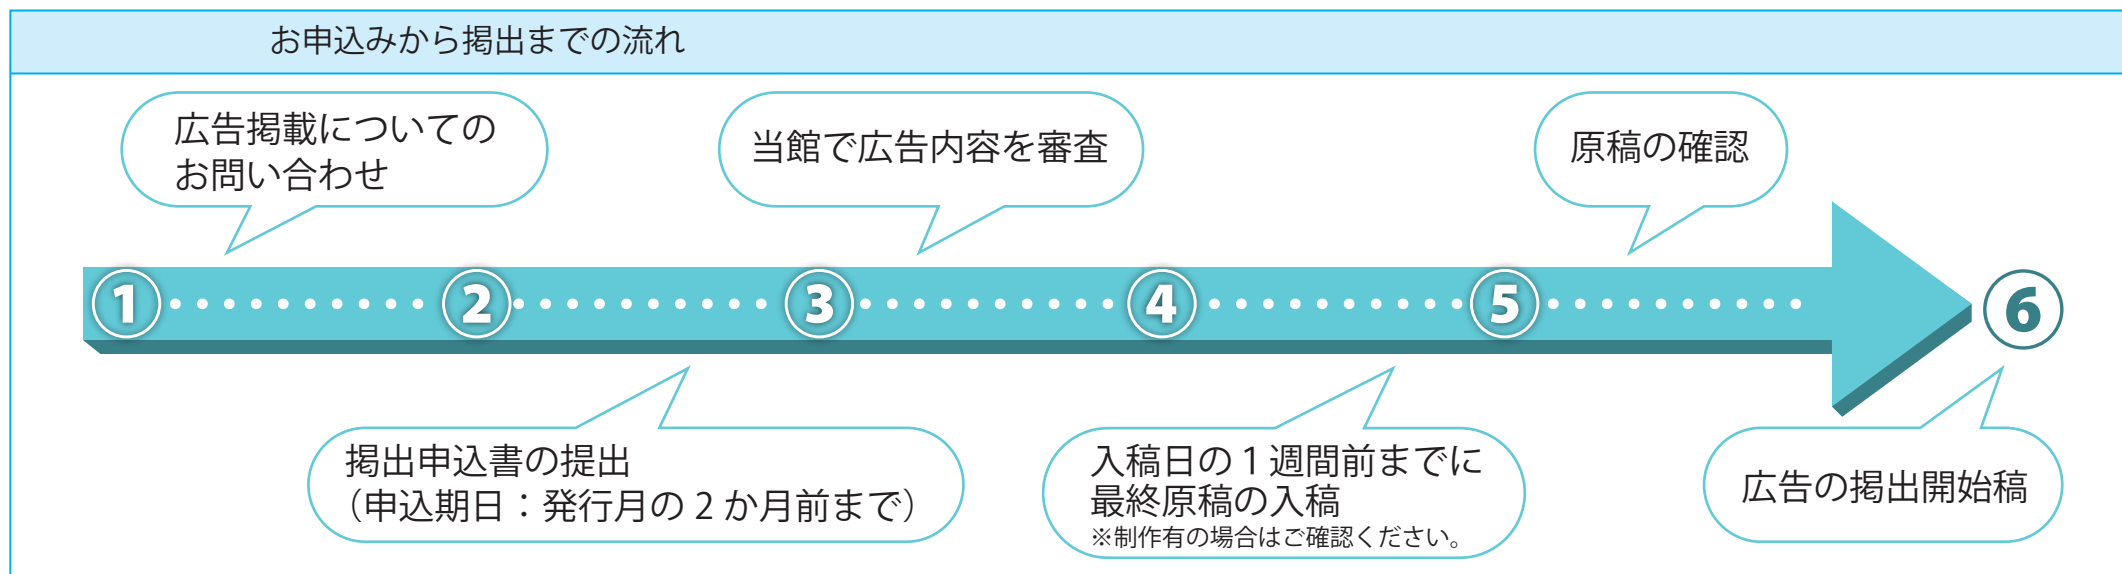 お申込みから掲出までの流れ
広告掲載についての
お問い合わせ
当館で広告内容を審査
原稿の確認
1
2
3
4
5
6
掲出申込書の提出
（申込期日：発行月の 2 か月前まで）
入稿日の 1 週間前までに
最終原稿の入稿
※制作有の場合はご確認ください。
広告の掲出開始稿